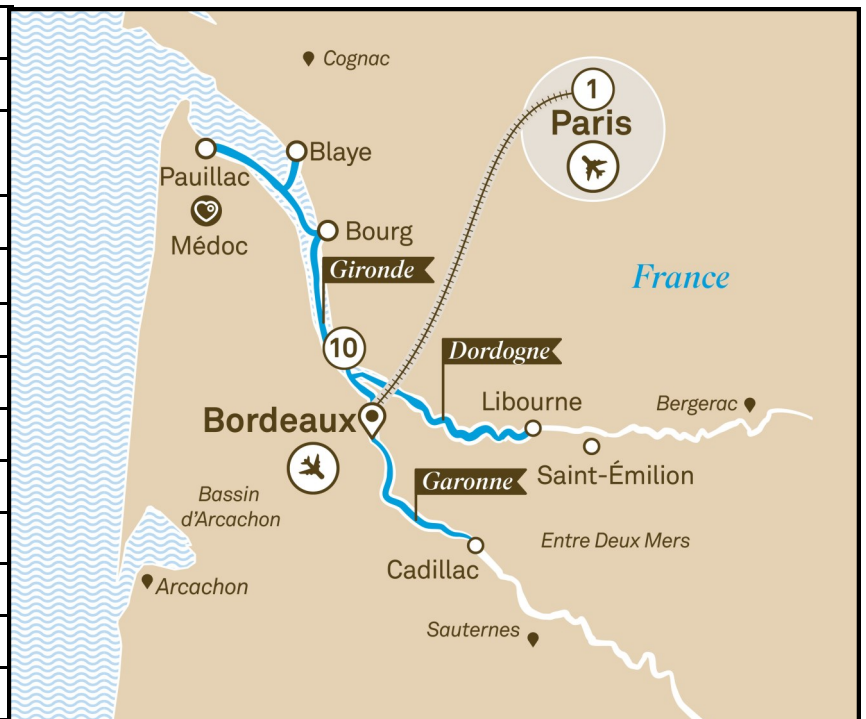 Cognac
1
Paris
Blaye
Pauillac
Médoc
Bourg
Gironde
France
10
Dordogne
Libourne
Bergerac
Bordeaux
Saint-Émilion
Garonne
Bassin
d'Arcachon
Entre Deux Mers
Cadillac
Arcachon
Sauternes